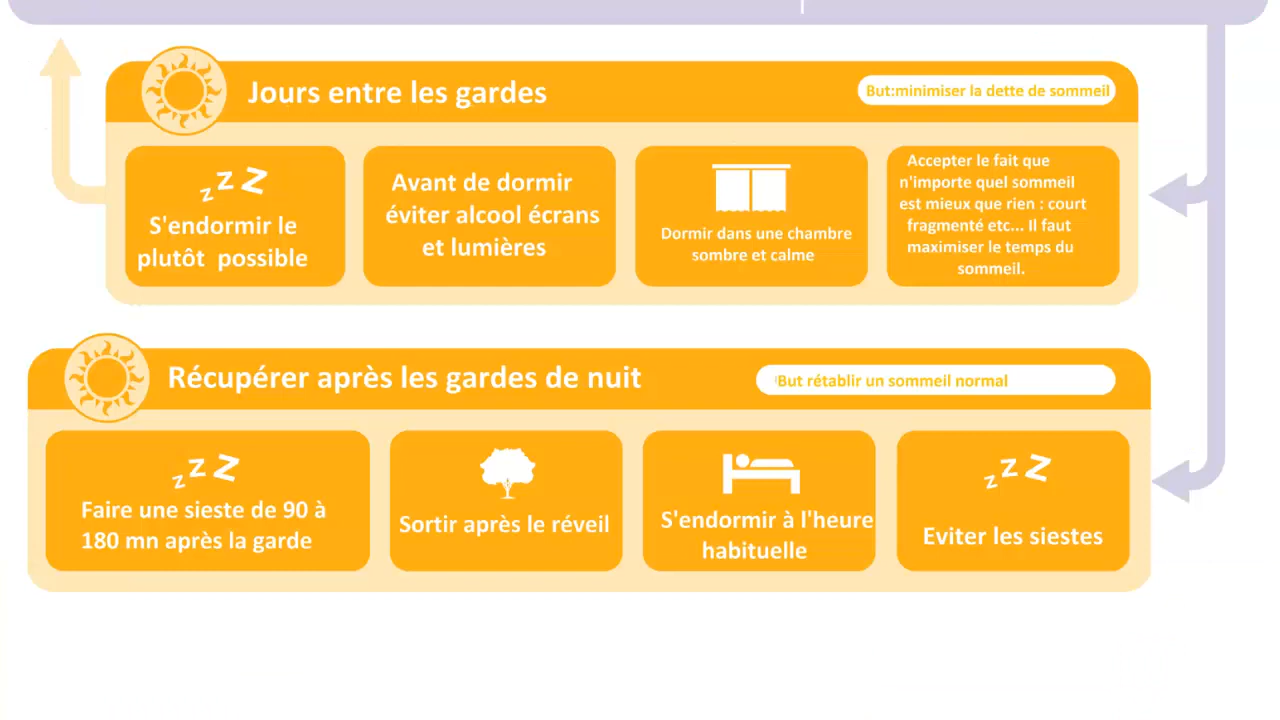 Jours entre les gardes
But:minimiser la dette de sommeil
zzZ
S'endormir le
plutôt possible
Avant de dormir
éviter alcool écrans
et lumières
Dormir dans une chambre
sombre et calme
Accepter le fait que
n'importe quel sommeil
est mieux que rien : court
fragmenté etc... Il faut
maximiser le temps du
sommeil.
Récupérer après les gardes de nuit
But rétablir un sommeil normal
zzZ
Faire une sieste de 90 à
180 mn après la garde
Sortir après le réveil
S'endormir à l'heure
habituelle
zzZ
Eviter les siestes